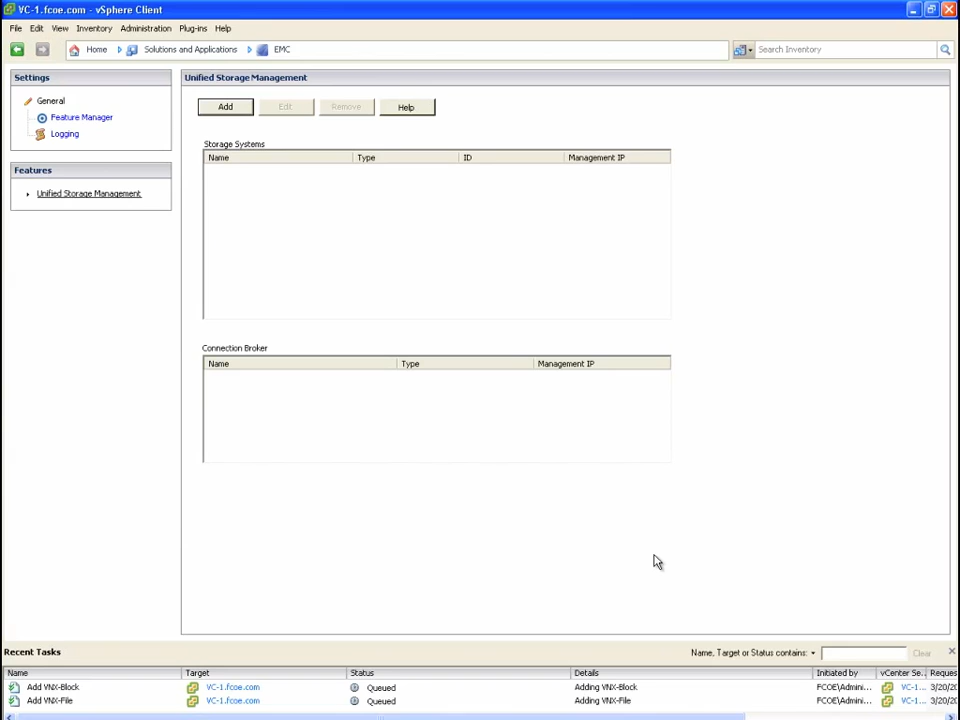 VC-1.fcoe.com - vSphere Client
File Edit View Inventory Administration Plug-ins Help
Home Solutions and Applications EMC Search Inventory
Settings
General
Feature Manager
Logging
Features
Unified Storage Management
Unified Storage Management
Add Edit Remove Help
Storage Systems
Name Type ID Management IP
Connection Broker
Name Type Management IP
Recent Tasks Name, Target or Status contains: Clear
Name Target Status Details Initiated by vCenter Se... Reques
Add VNX-Block VC-1.fcoe.com Queued Adding VNX-Block FCOE\Admini... VC-1... 3/20/20
Add VNX-File VC-1.fcoe.com Queued Adding VNX-File FCOE\Admini... VC-1... 3/20/20